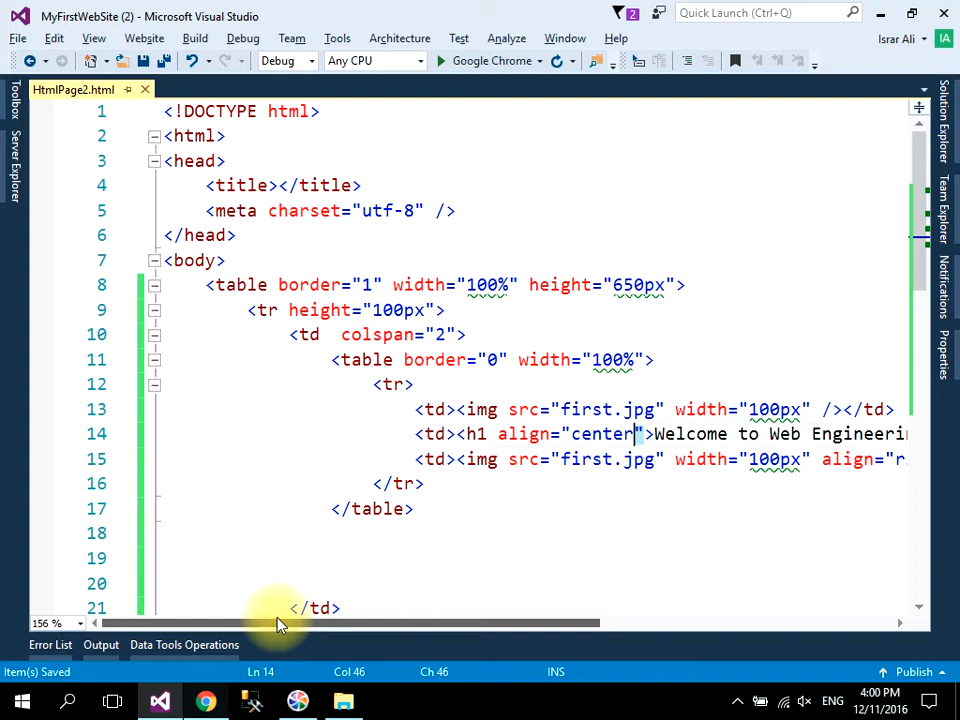 MyFirstWebSite (2) - Microsoft Visual Studio
2
Quick Launch (Ctrl+Q)
File Edit View Website Build Debug Team Tools Architecture Test Analyze Window Help
Israr Ali IA
Debug Any CPU Google Chrome
HtmlPage2.html
Toolbox
Server Explorer
Solution Explorer
Team Explorer
Notifications
Properties
1 <!DOCTYPE html>
2 <html>
3 <head>
4 <title></title>
5 <meta charset="utf-8" />
6 </head>
7 <body>
8 <table border="1" width="100%" height="650px">
9 <tr height="100px">
10 <td  colspan="2">
11 <table border="0" width="100%">
12 <tr>
13 <td><img src="first.jpg" width="100px" /></td>
14 <td><h1 align="center">Welcome to Web Engineerin
15 <td><img src="first.jpg" width="100px" align="r
16 </tr>
17 </table>
18
19
20
21 </td>
156 %
Error List Output Data Tools Operations
Item(s) Saved Ln 14 Col 46 Ch 46 INS Publish
ENG
4:00 PM
12/11/2016